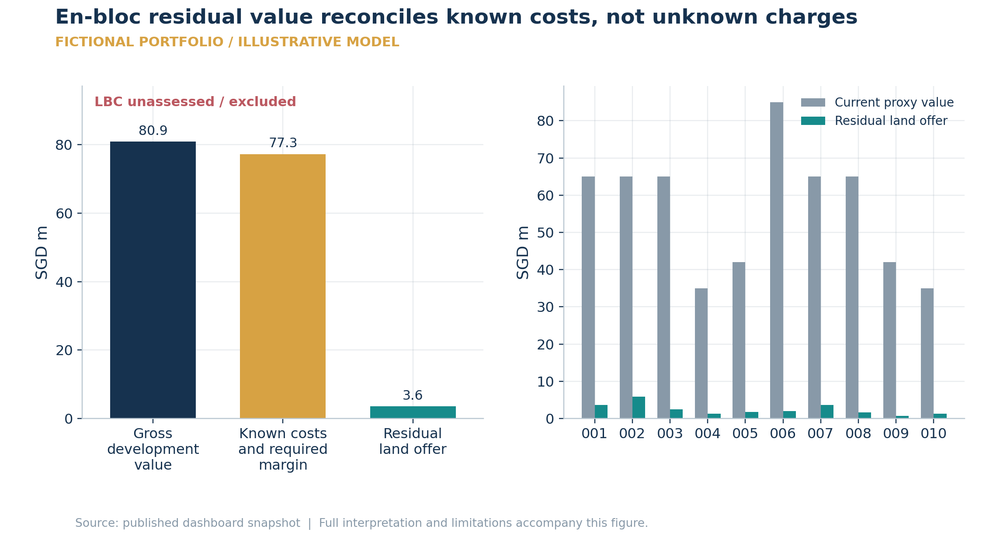 En-bloc residual value reconciles known costs, not unknown charges
FICTIONAL PORTFOLIO / ILLUSTRATIVE MODEL
LBC unassessed / excluded
80.9
77.3
3.6
80
60
40
20
0
SGD m
Gross
development
value
Known costs
and required
margin
Residual
land offer
Current proxy value
Residual land offer
80
70
60
50
40
30
20
10
0
SGD m
001 002 003 004 005 006 007 008 009 010
Source: published dashboard snapshot | Full interpretation and limitations accompany this figure.